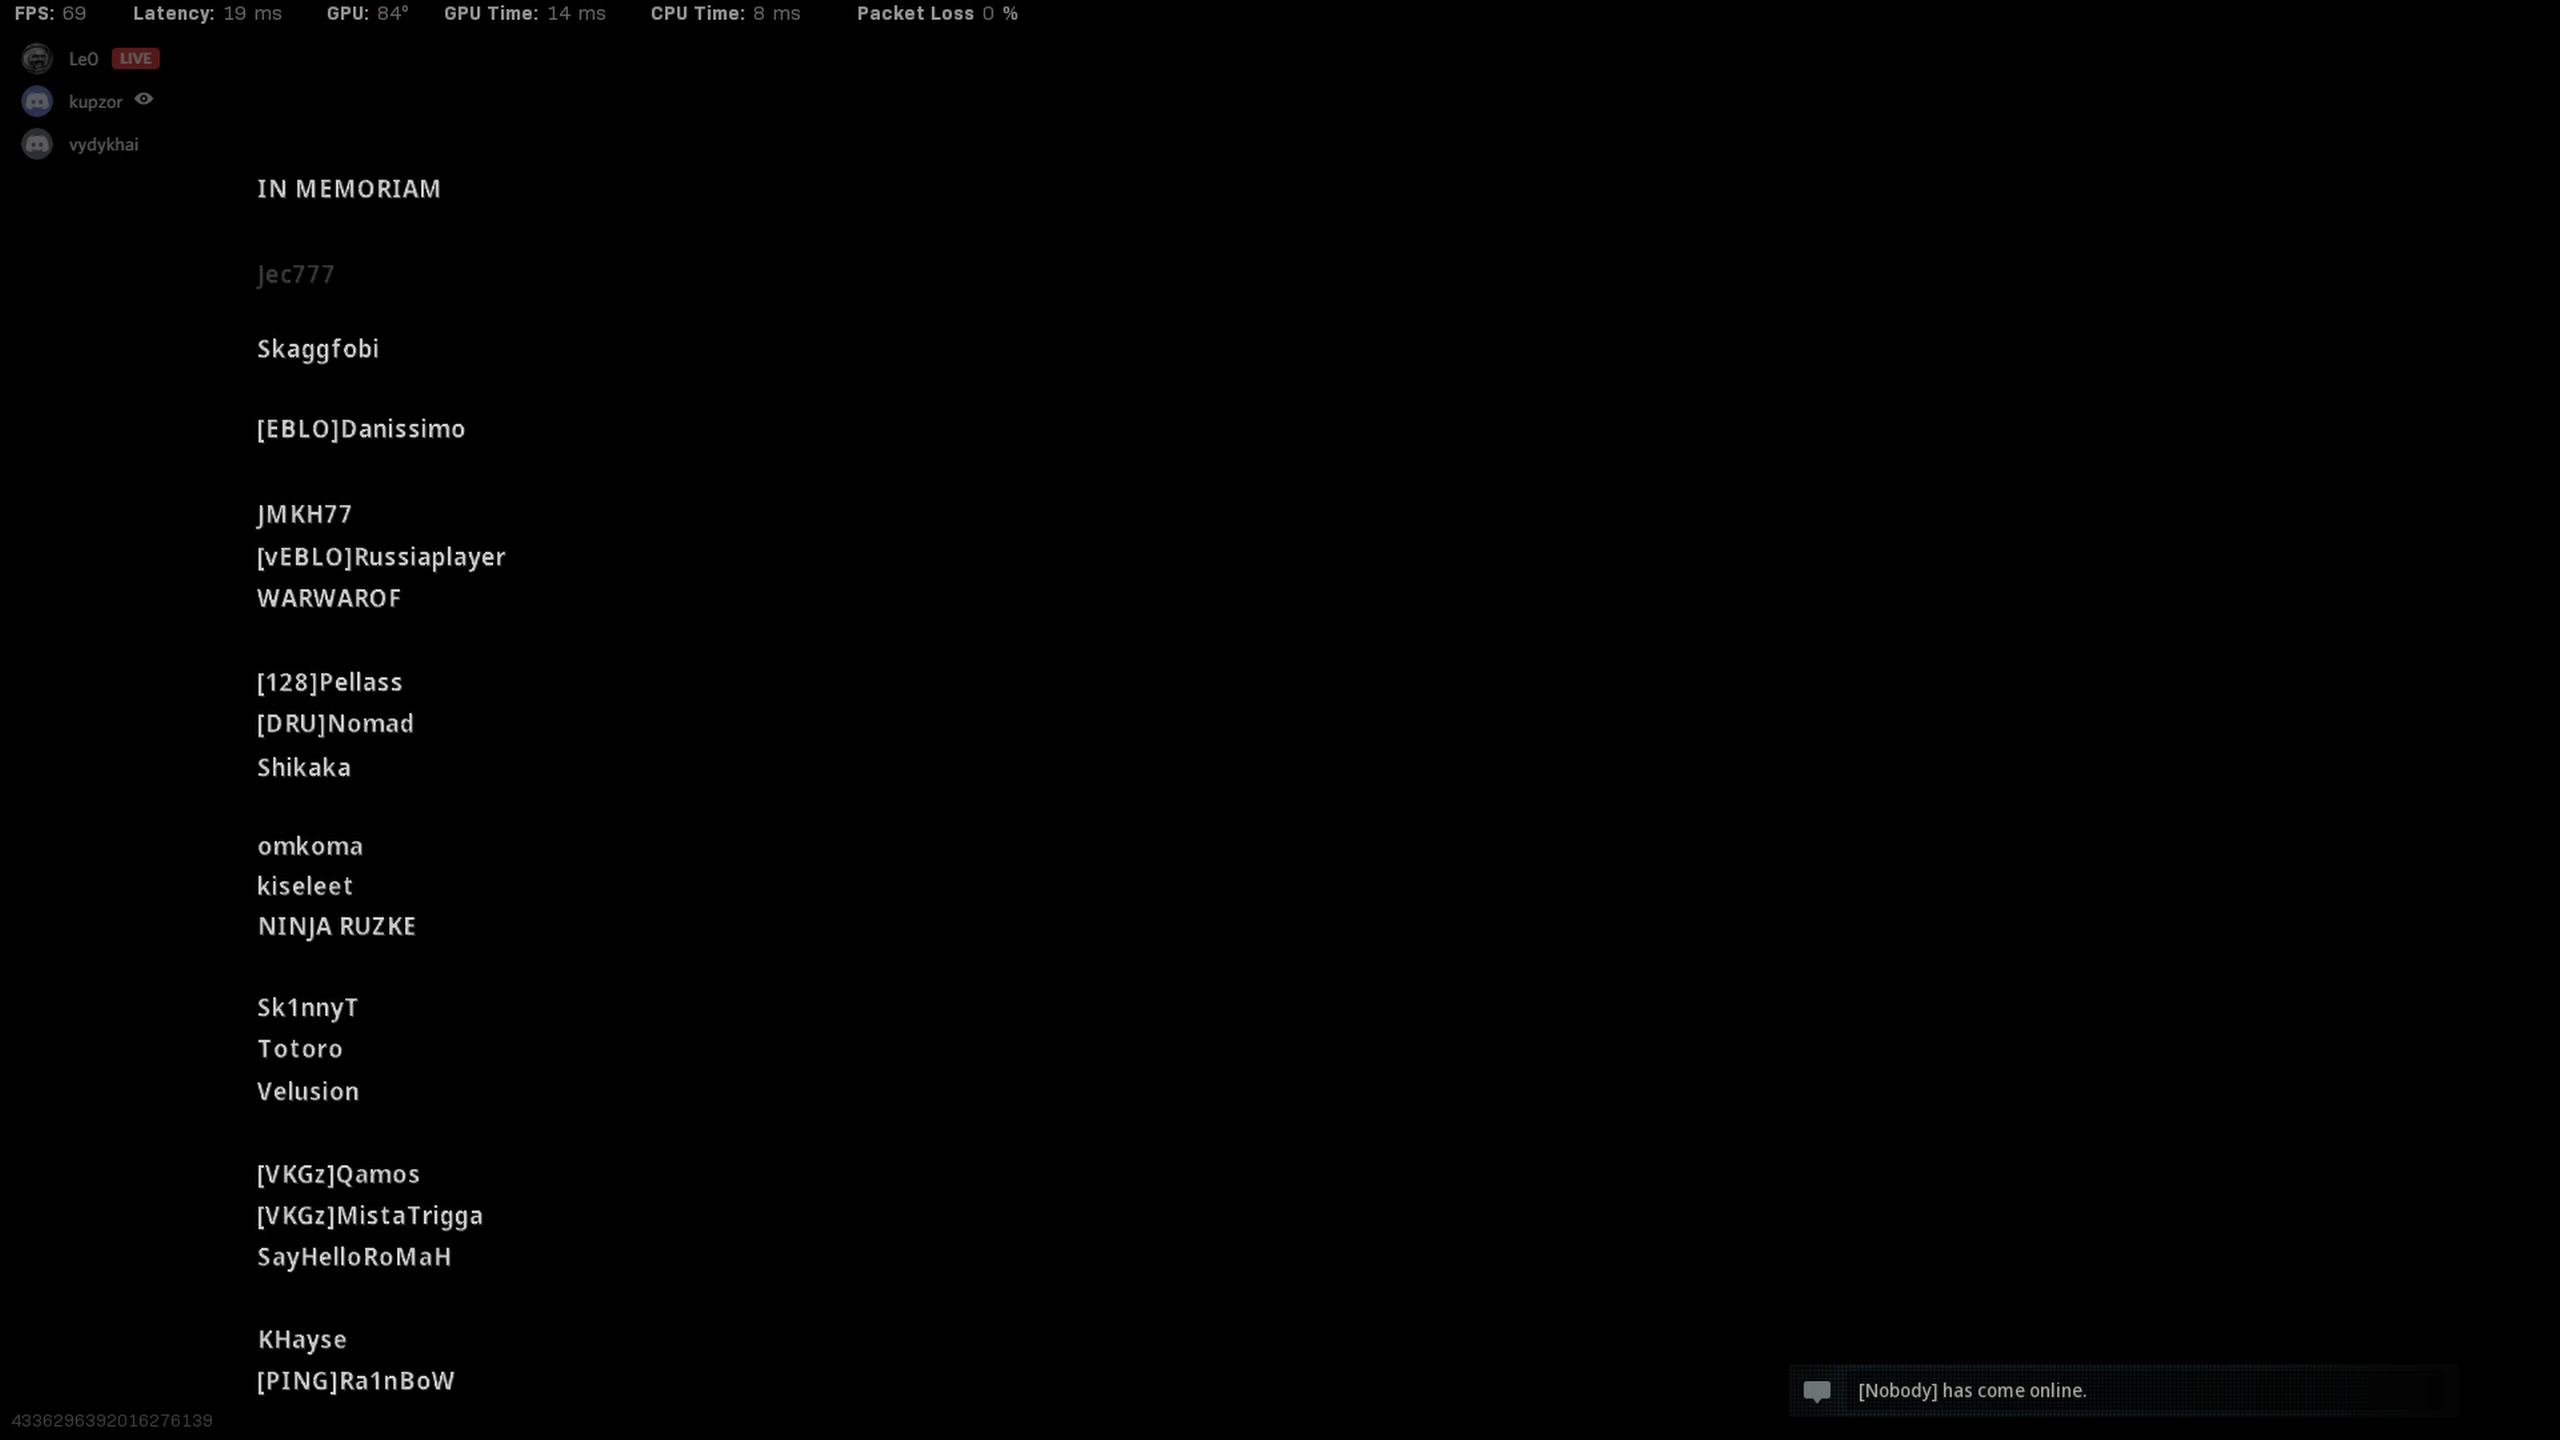 FPS: 69 Latency: 19 ms GPU: 84° GPU Time: 14 ms CPU Time: 8 ms Packet Loss 0 %
LeO LIVE
kupzor
vydykhai
IN MEMORIAM
Jec777
Skaggfobi
[EBLO]Danissimo
JMKH77
[vEBLO]Russiaplayer
WARWAROF
[128]Pellass
[DRU]Nomad
Shikaka
omkoma
kiseleet
NINJA RUZKE
Sk1nnyT
Totoro
Velusion
[VKGz]Qamos
[VKGz]MistaTrigga
SayHelloRoMaH
KHayse
[PING]Ra1nBoW
[Nobody] has come online.
4336296392016276139